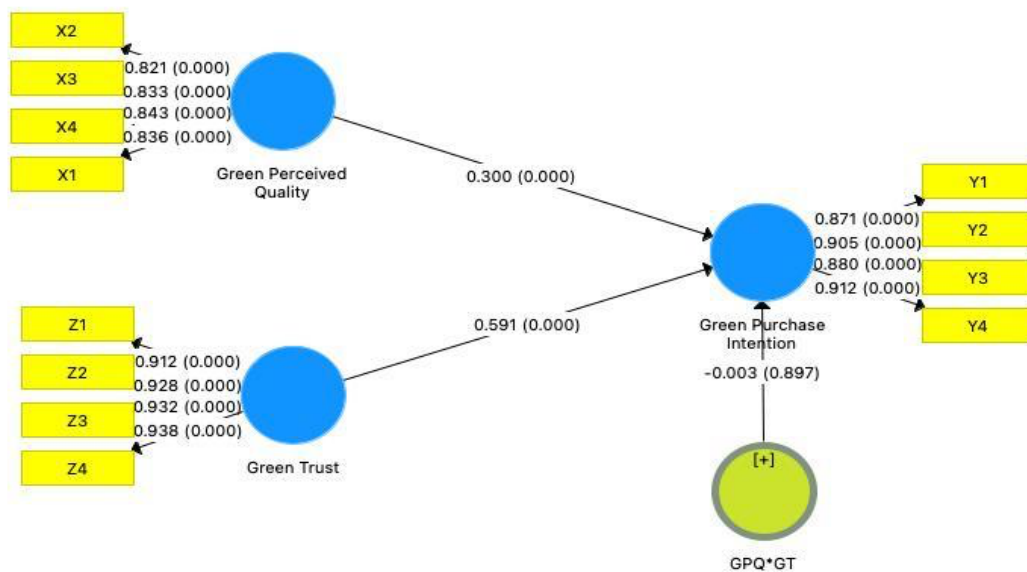 X2
X3
X4
X1
0.821 (0.000)
0.833 (0.000)
0.843 (0.000)
0.836 (0.000)
Green Perceived
Quality
0.300 (0.000)
Z1
Z2
Z3
Z4
0.912 (0.000)
0.928 (0.000)
0.932 (0.000)
0.938 (0.000)
Green Trust
0.591 (0.000)
Green Purchase
Intention
0.871 (0.000)
0.905 (0.000)
0.880 (0.000)
0.912 (0.000)
Y1
Y2
Y3
Y4
-0.003 (0.897)
[+]
GPQ*GT